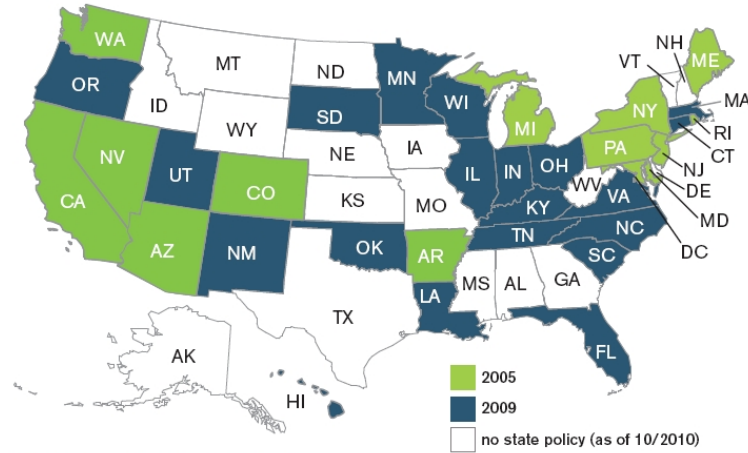 WA
MT
ND
MN
VT
NH
ME
OR
ID
SD
WI
NY
MA
WY
MI
RI
CT
NV
NE
IA
PA
NJ
UT
CO
IL
IN
OH
DE
CA
KS
MO
WV
VA
MD
KY
DC
AZ
NM
OK
AR
TN
NC
SC
MS
AL
GA
LA
TX
FL
AK
HI
2005
2009
no state policy (as of 10/2010)